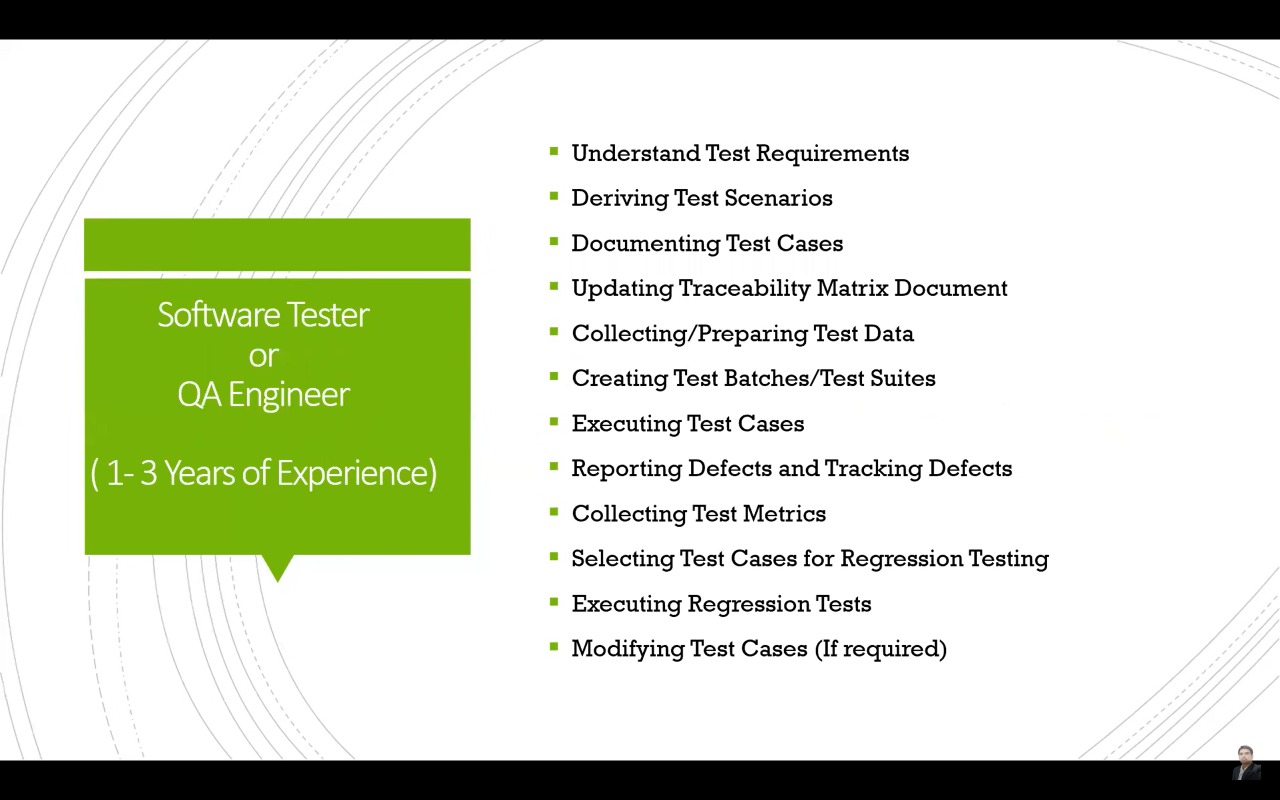 Software Tester
or
QA Engineer
( 1- 3 Years of Experience)
Understand Test Requirements
Deriving Test Scenarios
Documenting Test Cases
Updating Traceability Matrix Document
Collecting/Preparing Test Data
Creating Test Batches/Test Suites
Executing Test Cases
Reporting Defects and Tracking Defects
Collecting Test Metrics
Selecting Test Cases for Regression Testing
Executing Regression Tests
Modifying Test Cases (If required)